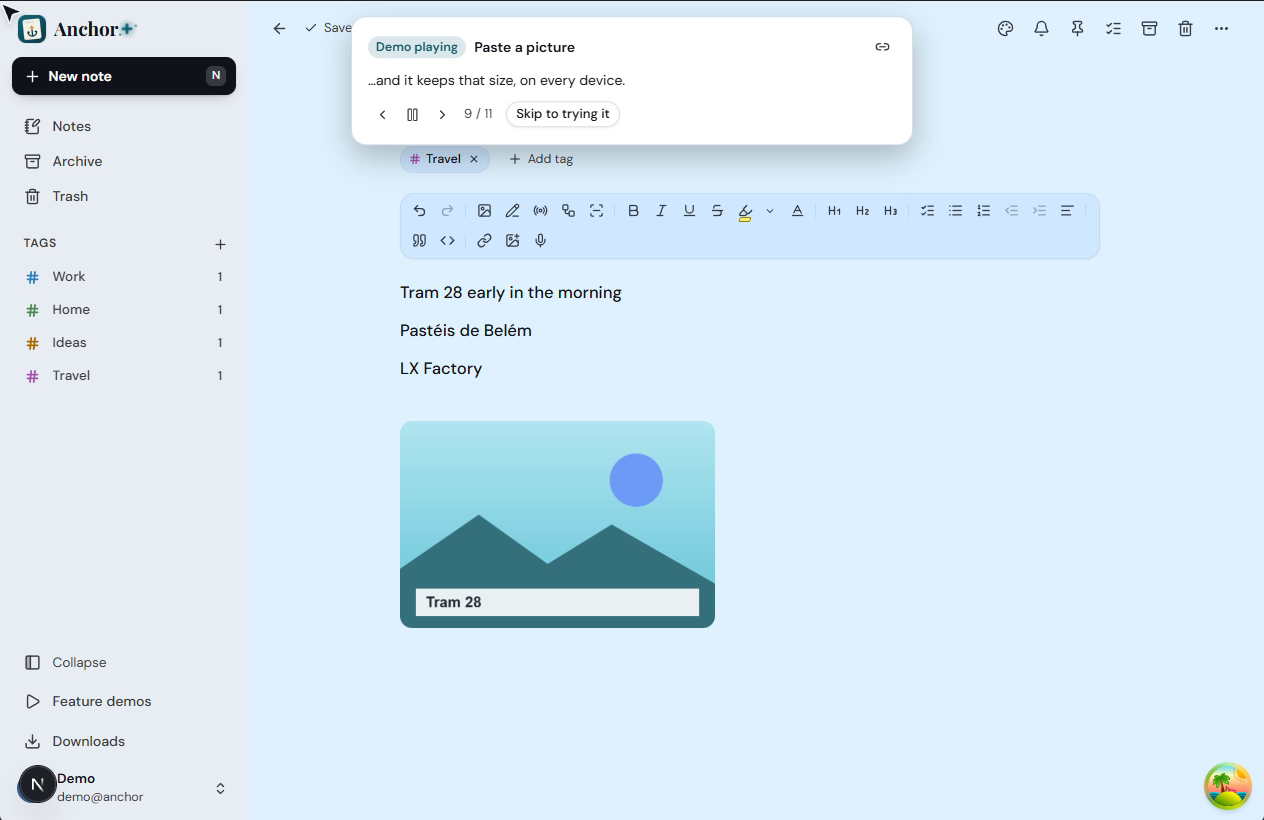 Anchor
Save
Demo playing Paste a picture
…and it keeps that size, on every device.
9 / 11 Skip to trying it
New note N
Notes
Archive
Trash
TAGS
# Work 1
# Home 1
# Ideas 1
# Travel 1
# Travel × + Add tag
B I U S A H1 H2 H3
Tram 28 early in the morning
Pastéis de Belém
LX Factory
Tram 28
Collapse
Feature demos
Downloads
N
Demo
demo@anchor